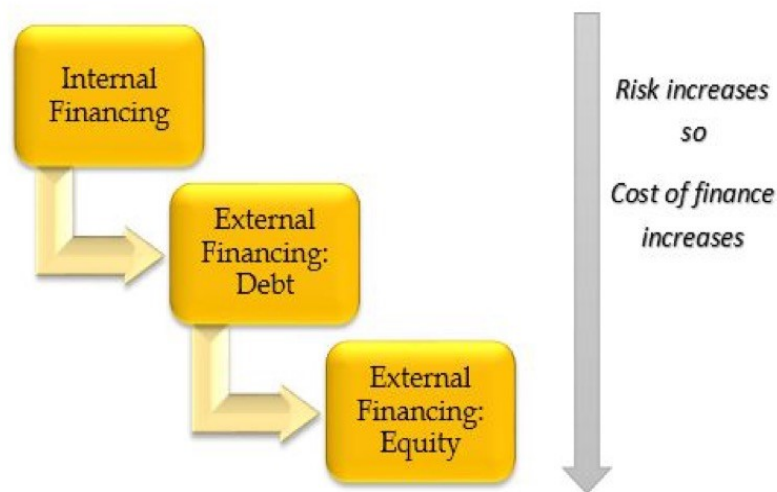 Internal
Financing
External
Financing:
Debt
External
Financing:
Equity
Risk increases
so
Cost of finance
increases